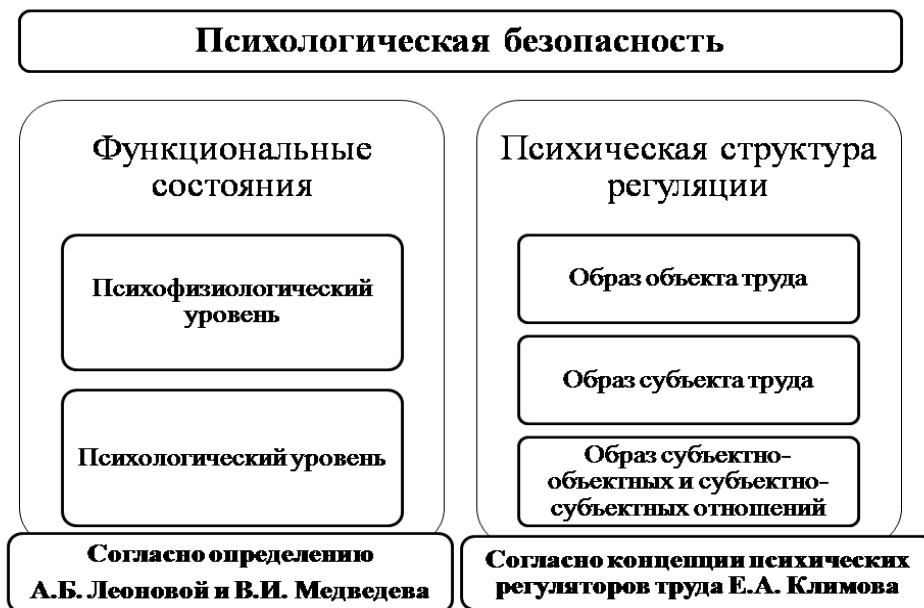 Психологическая безопасность
Функциональные
состояния
Психофизиологический
уровень
Психологический уровень
Согласно определению
А.Б. Леоновой и В.И. Медведева
Психическая структура
регуляции
Образ объекта труда
Образ субъекта труда
Образ субъектно-
объектных и субъектно-
субъектных отношений
Согласно концепции психических
регуляторов труда Е.А. Климова